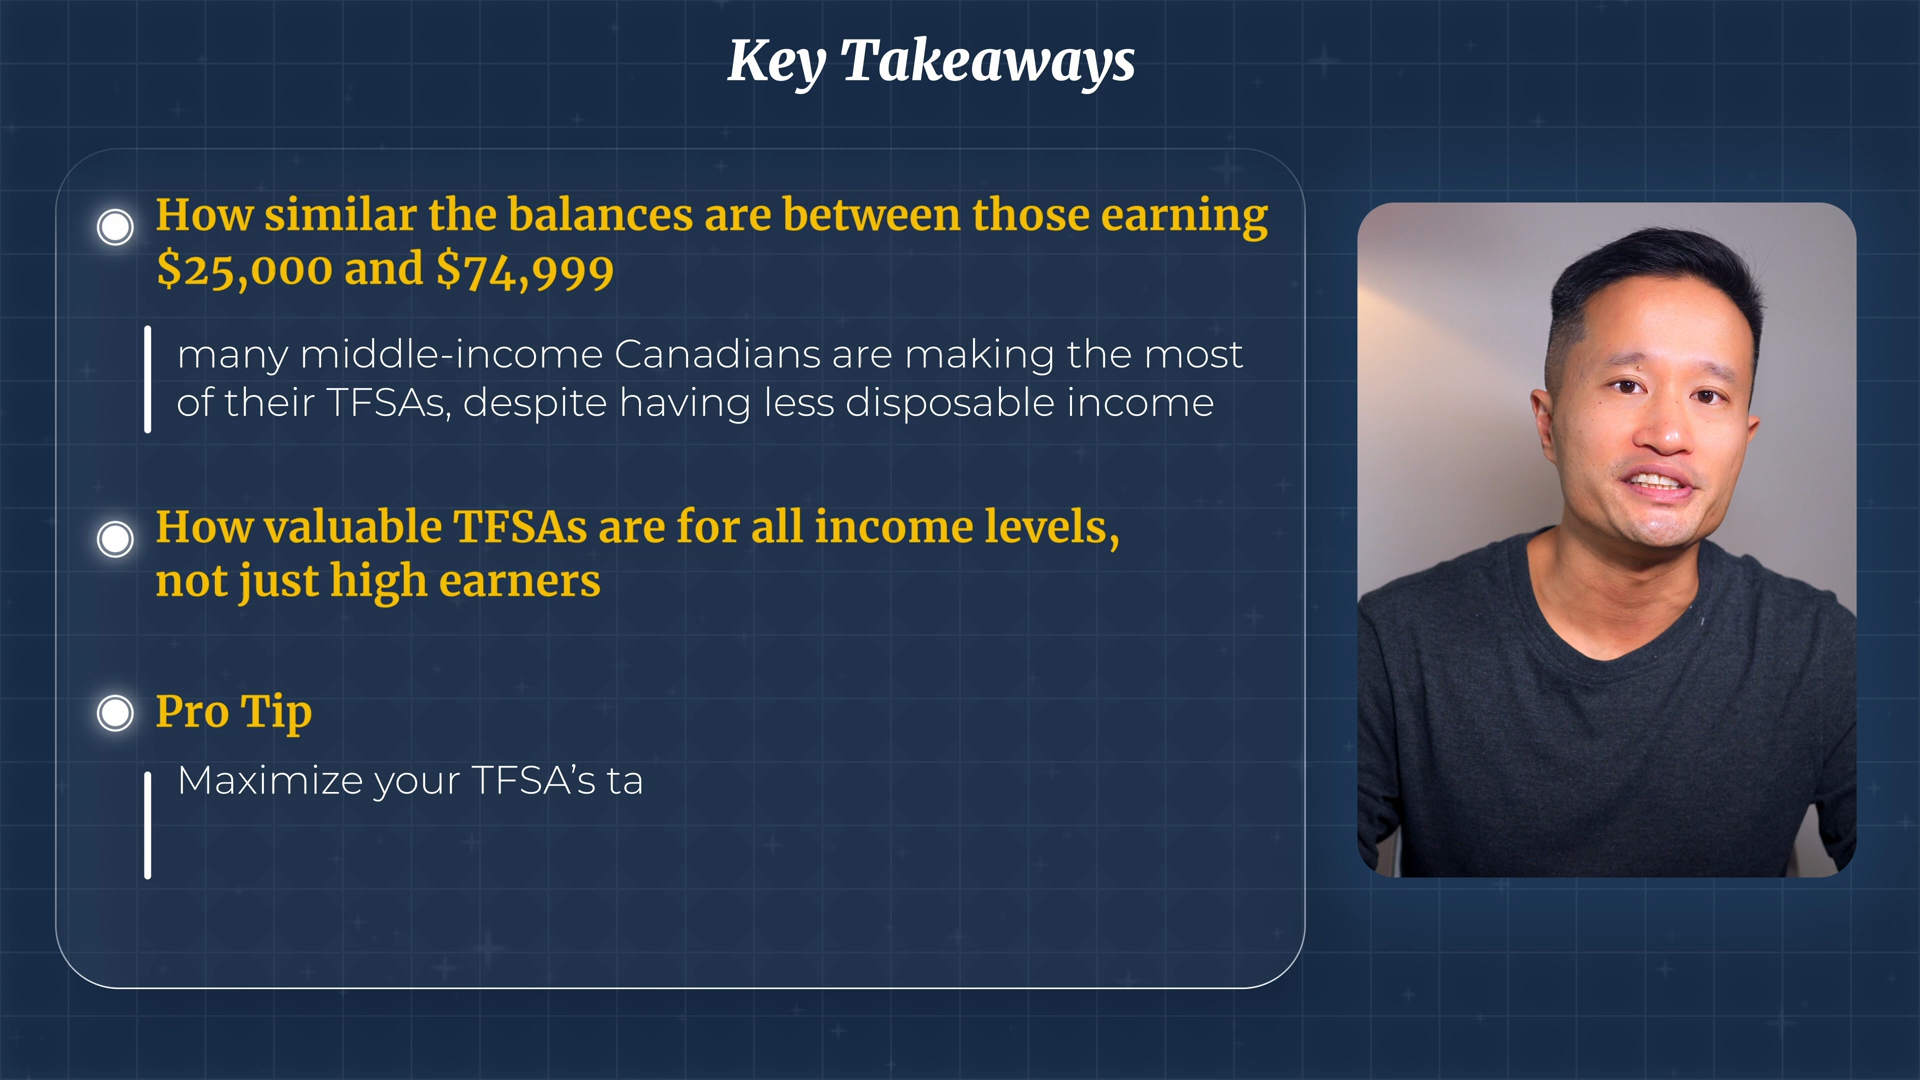 Key Takeaways
How similar the balances are between those earning
$25,000 and $74,999
many middle-income Canadians are making the most
of their TFSAs, despite having less disposable income
How valuable TFSAs are for all income levels,
not just high earners
Pro Tip
Maximize your TFSA’s ta